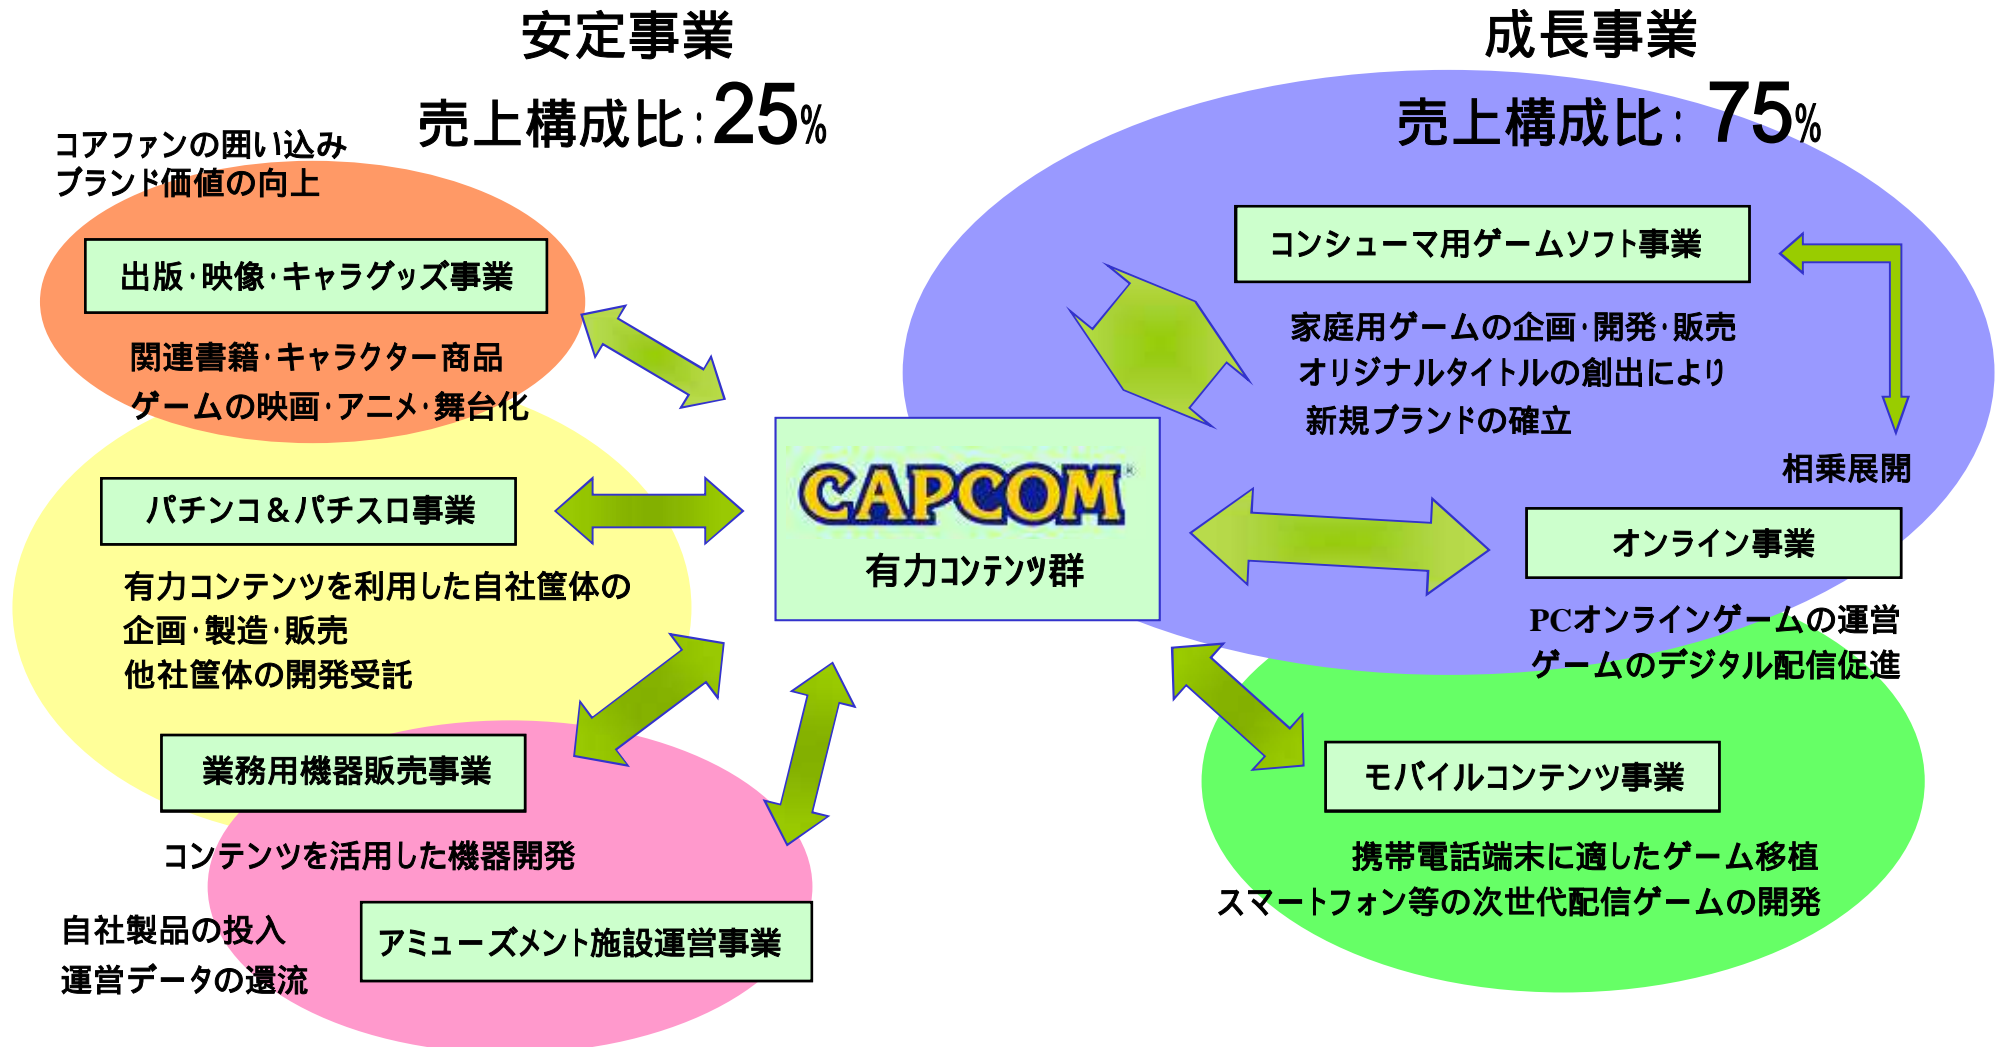 安定事業
売上構成比：25%
コアファンの囲い込み
ブランド価値の向上
出版・映像・キャラグッズ事業
関連書籍・キャラクター商品
ゲームの映画・アニメ・舞台化
パチンコ＆パチスロ事業
有力コンテンツを利用した自社筐体の
企画・製造・販売
他社筐体の開発受託
業務用機器販売事業
コンテンツを活用した機器開発
自社製品の投入
運営データの還流
アミューズメント施設運営事業
CAPCOM®
有力コンテンツ群
成長事業
売上構成比：75%
コンシューマ用ゲームソフト事業
家庭用ゲームの企画・開発・販売
オリジナルタイトルの創出により
新規ブランドの確立
相乗展開
オンライン事業
PCオンラインゲームの運営
ゲームのデジタル配信促進
モバイルコンテンツ事業
携帯電話端末に適したゲーム移植
スマートフォン等の次世代配信ゲームの開発